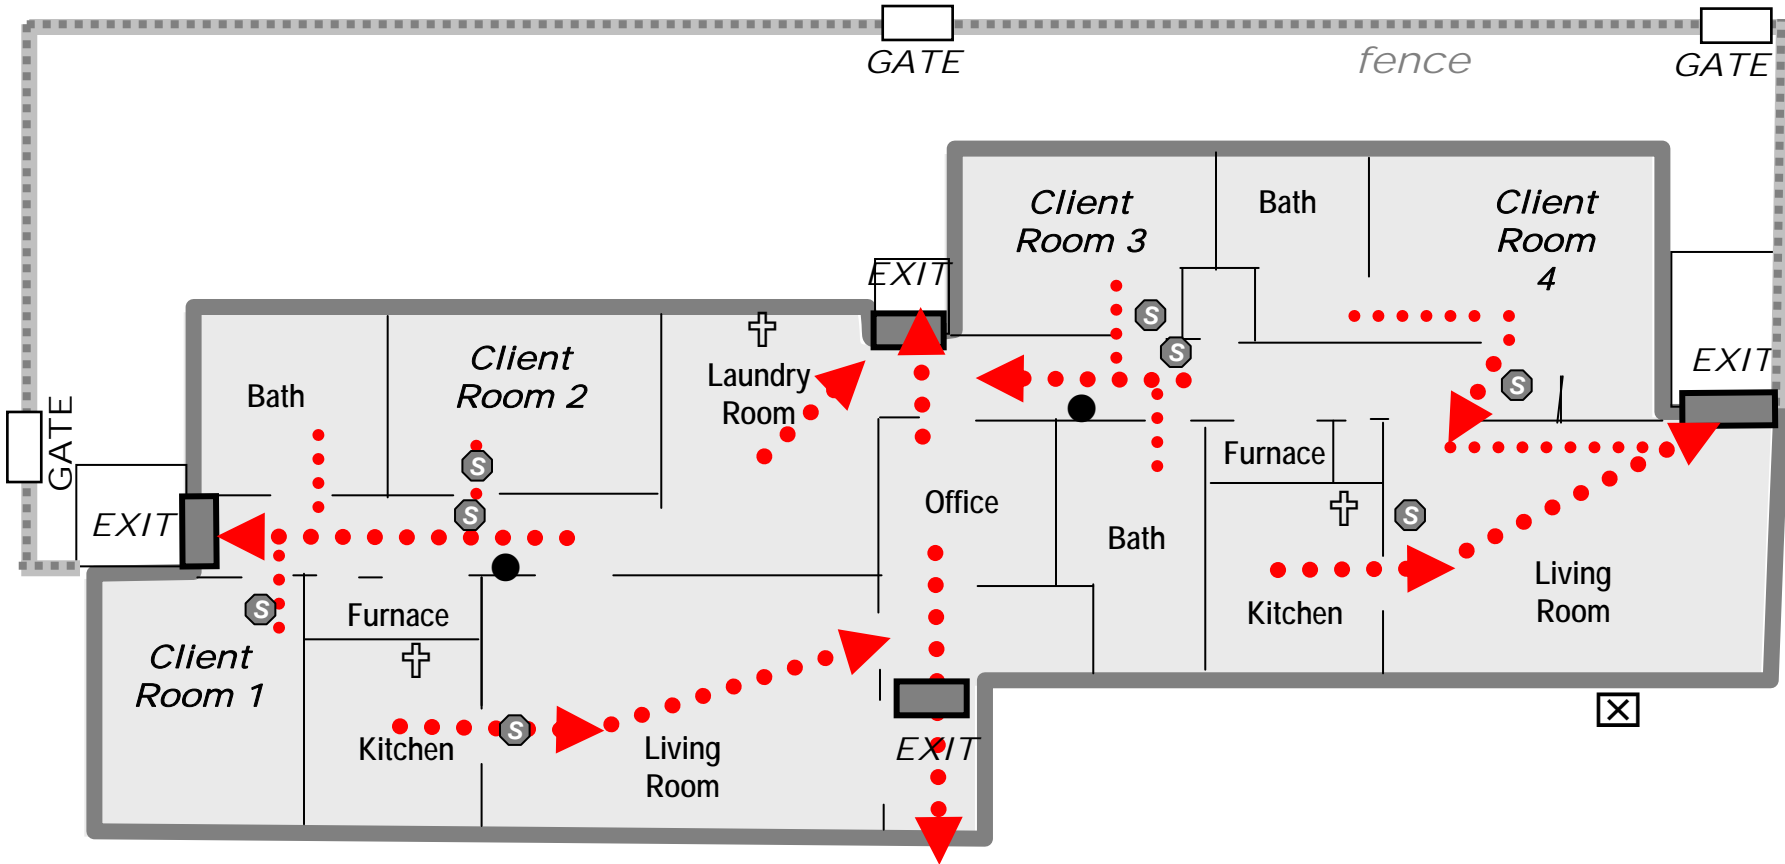 GATE
fence
GATE
Client
Room 3
Bath
Client
Room
4
EXIT
S
S
EXIT
Client
Room 2
Laundry
Room
Bath
S
GATE
S
Furnace
Office
S
EXIT
S
Bath
S
Living
Room
Furnace
Kitchen
Client
Room 1
S
Kitchen
Living
Room
EXIT